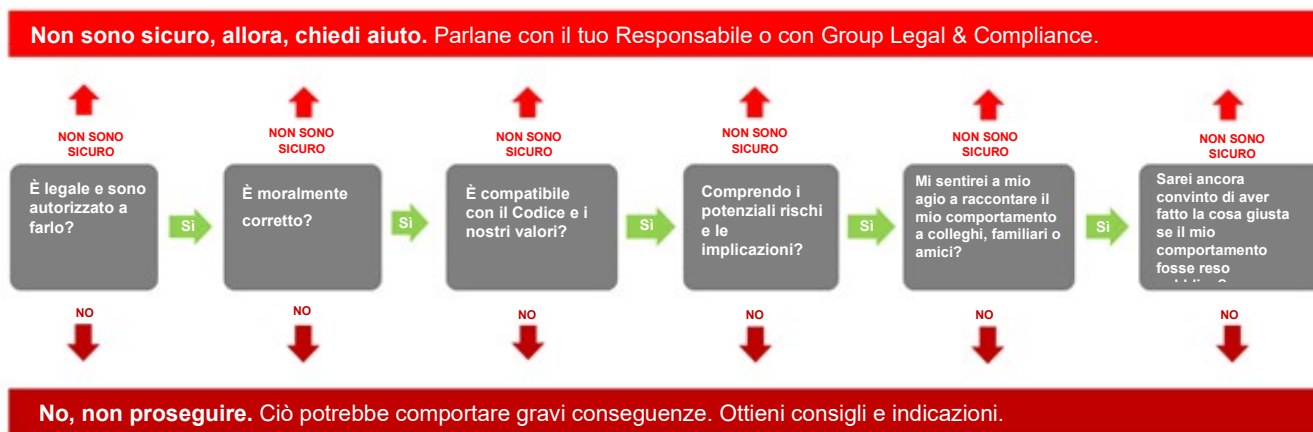 Non sono sicuro, allora, chiedi aiuto. Parlane con il tuo Responsabile o con Group Legal & Compliance.
NON SONO
SICURO
NON SONO
SICURO
NON SONO
SICURO
NON SONO
SICURO
NON SONO
SICURO
NON SONO
SICURO
È legale e sono
autorizzato a
farlo?
Sì
È moralmente
corretto?
Sì
È compatibile
con il Codice e i
nostri valori?
Sì
Comprendo i
potenziali rischi
e le
implicazioni?
Sì
Mi sentirei a mio
agio a raccontare il
mio comportamento
a colleghi, familiari o
amici?
Sì
Sarei ancora
convinto di aver
fatto la cosa giusta
se il mio
comportamento
fosse reso
NO
NO
NO
NO
NO
NO
No, non proseguire. Ciò potrebbe comportare gravi conseguenze. Ottieni consigli e indicazioni.